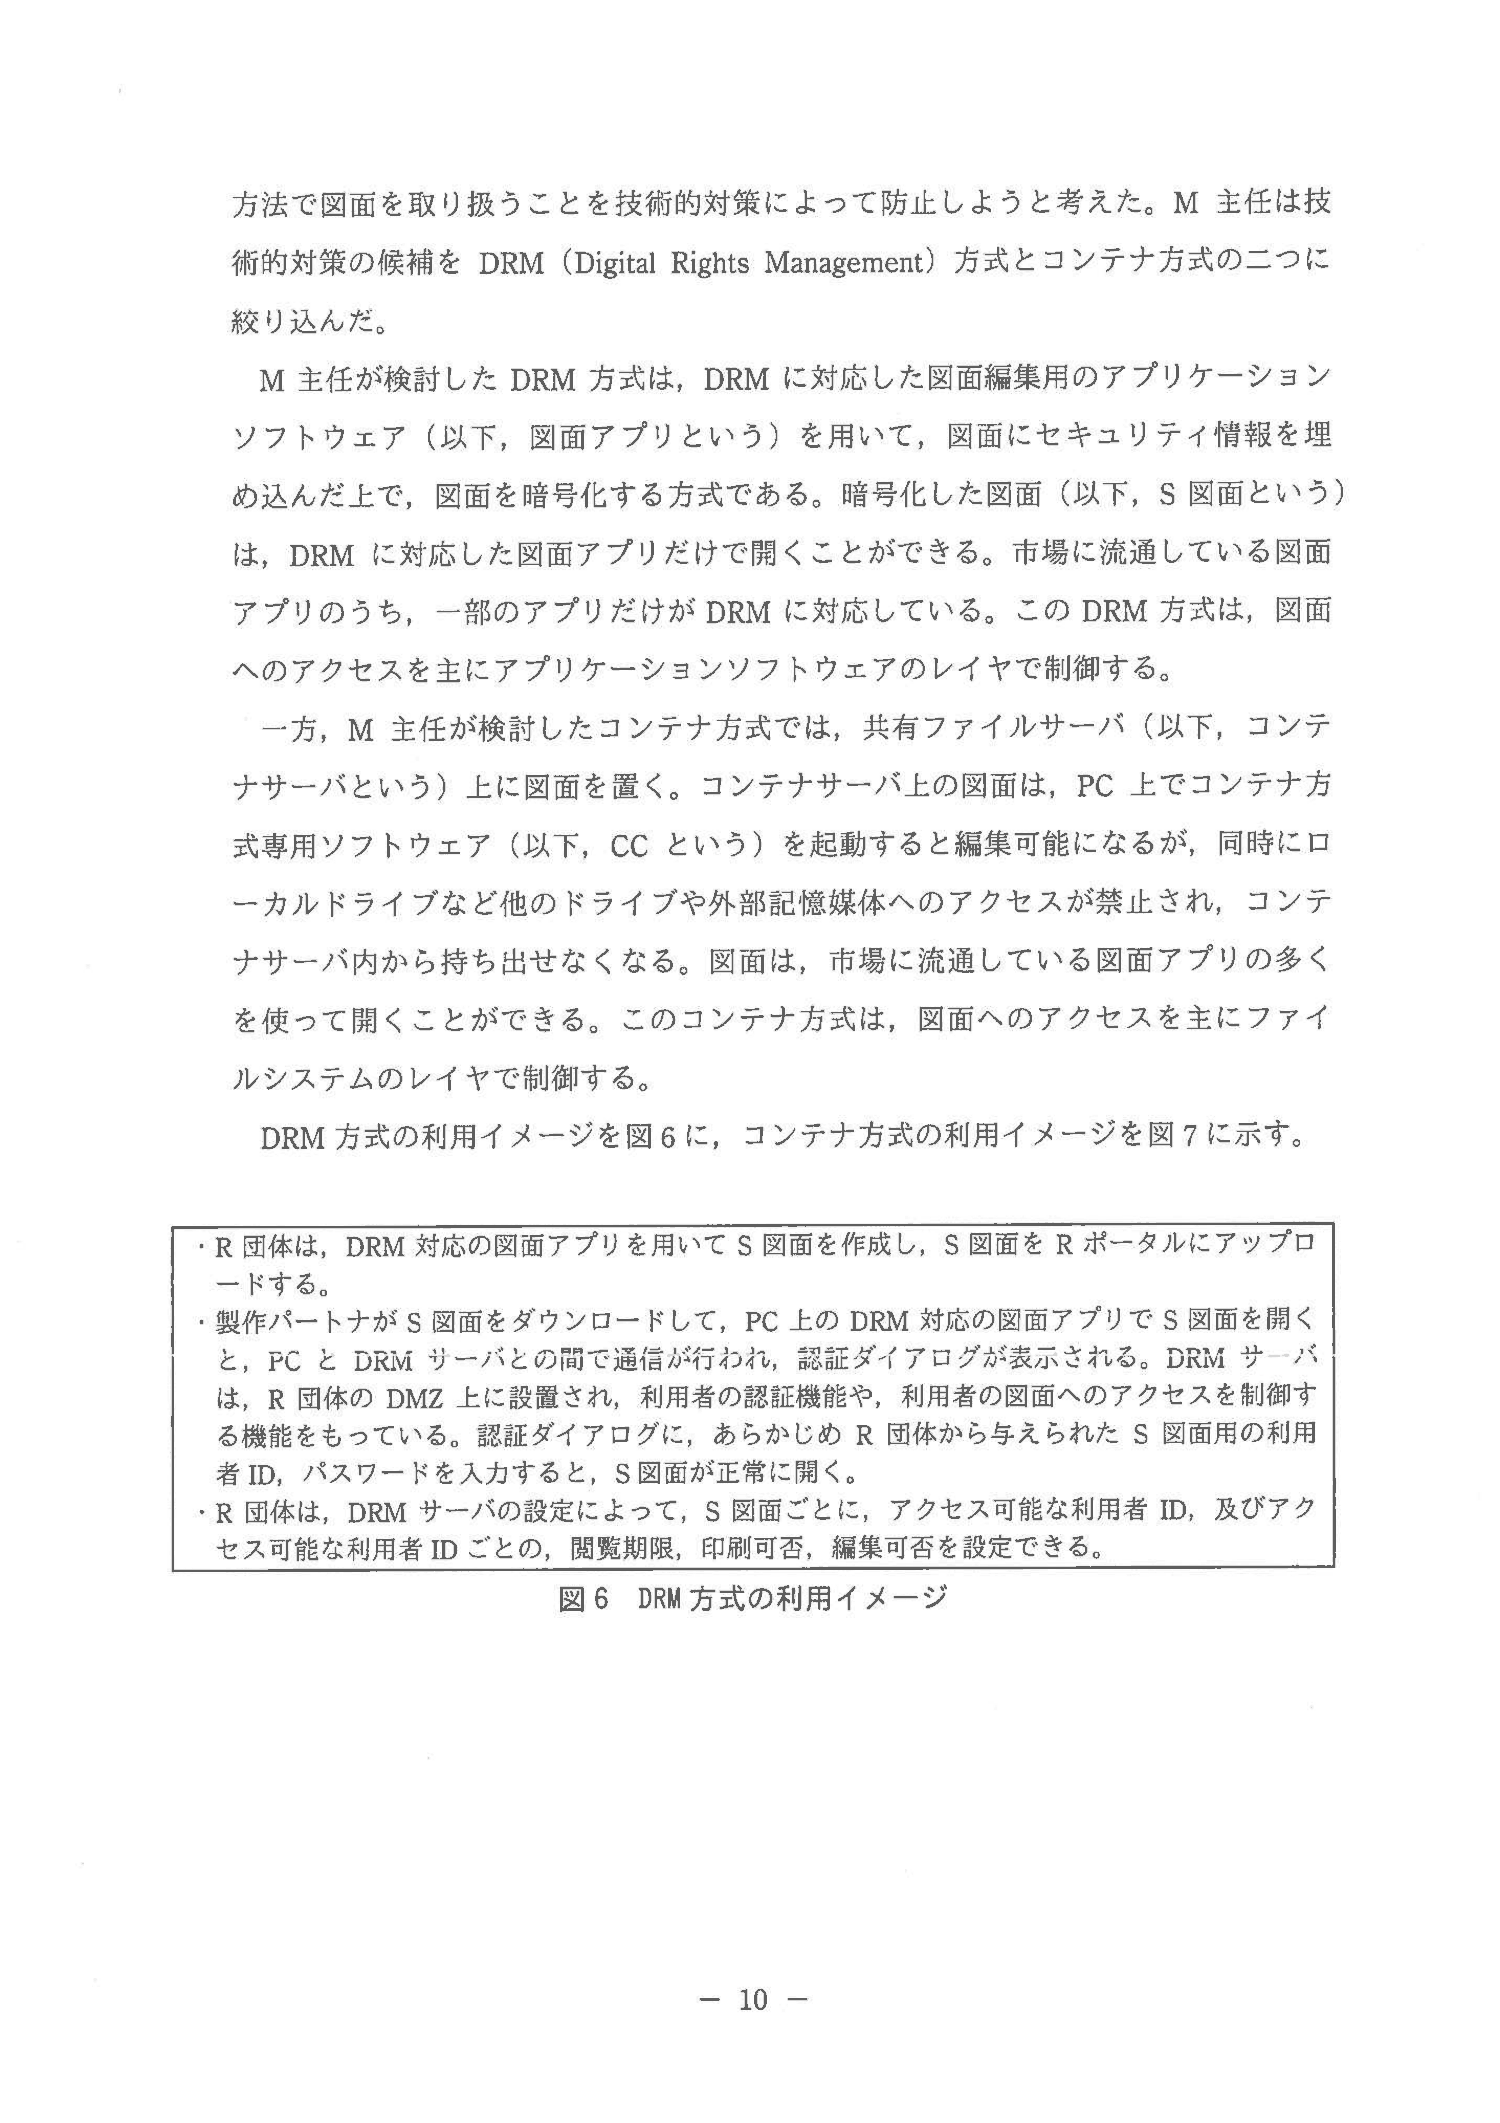 方法で図面を取り扱うことを技術的対策によって防止しようと考えた。M 主任は技
術的対策の候補を DRM（Digital Rights Management）方式とコンテナ方式の二つに
絞り込んだ。
M 主任が検討した DRM 方式は，DRM に対応した図面編集用のアプリケーション
ソフトウェア（以下，図面アプリという）を用いて，図面にセキュリティ情報を埋
め込んだ上で，図面を暗号化する方式である。暗号化した図面（以下，S 図面という）
は，DRM に対応した図面アプリだけで開くことができる。市場に流通している図面
アプリのうち，一部のアプリだけが DRM に対応している。この DRM 方式は，図面
へのアクセスを主にアプリケーションソフトウェアのレイヤで制御する。
一方，M 主任が検討したコンテナ方式では，共有ファイルサーバ（以下，コンテ
ナサーバという）上に図面を置く。コンテナサーバ上の図面は，PC 上でコンテナ方
式専用ソフトウェア（以下，CC という）を起動すると編集可能になるが，同時にロ
ーカルドライブなど他のドライブや外部記憶媒体へのアクセスが禁止され，コンテ
ナサーバ内から持ち出せなくなる。図面は，市場に流通している図面アプリの多く
を使って開くことができる。このコンテナ方式は，図面へのアクセスを主にファイ
ルシステムのレイヤで制御する。
DRM 方式の利用イメージを図 6 に，コンテナ方式の利用イメージを図 7 に示す。
・R 団体は，DRM 対応の図面アプリを用いて S 図面を作成し，S 図面を R ポータルにアップロ
ードする。
・製作パートナが S 図面をダウンロードして，PC 上の DRM 対応の図面アプリで S 図面を開く
と，PC と DRM サーバとの間で通信が行われ，認証ダイアログが表示される。DRM サーバ
は，R 団体の DMZ 上に設置され，利用者の認証機能や，利用者の図面へのアクセスを制御す
る機能をもっている。認証ダイアログに，あらかじめ R 団体から与えられた S 図面用の利用
者 ID，パスワードを入力すると，S 図面が正常に開く。
・R 団体は，DRM サーバの設定によって，S 図面ごとに，アクセス可能な利用者 ID，及びアク
セス可能な利用者 ID ごとの，閲覧期限，印刷可否，編集可否を設定できる。
図 6　DRM 方式の利用イメージ
－ 10 －